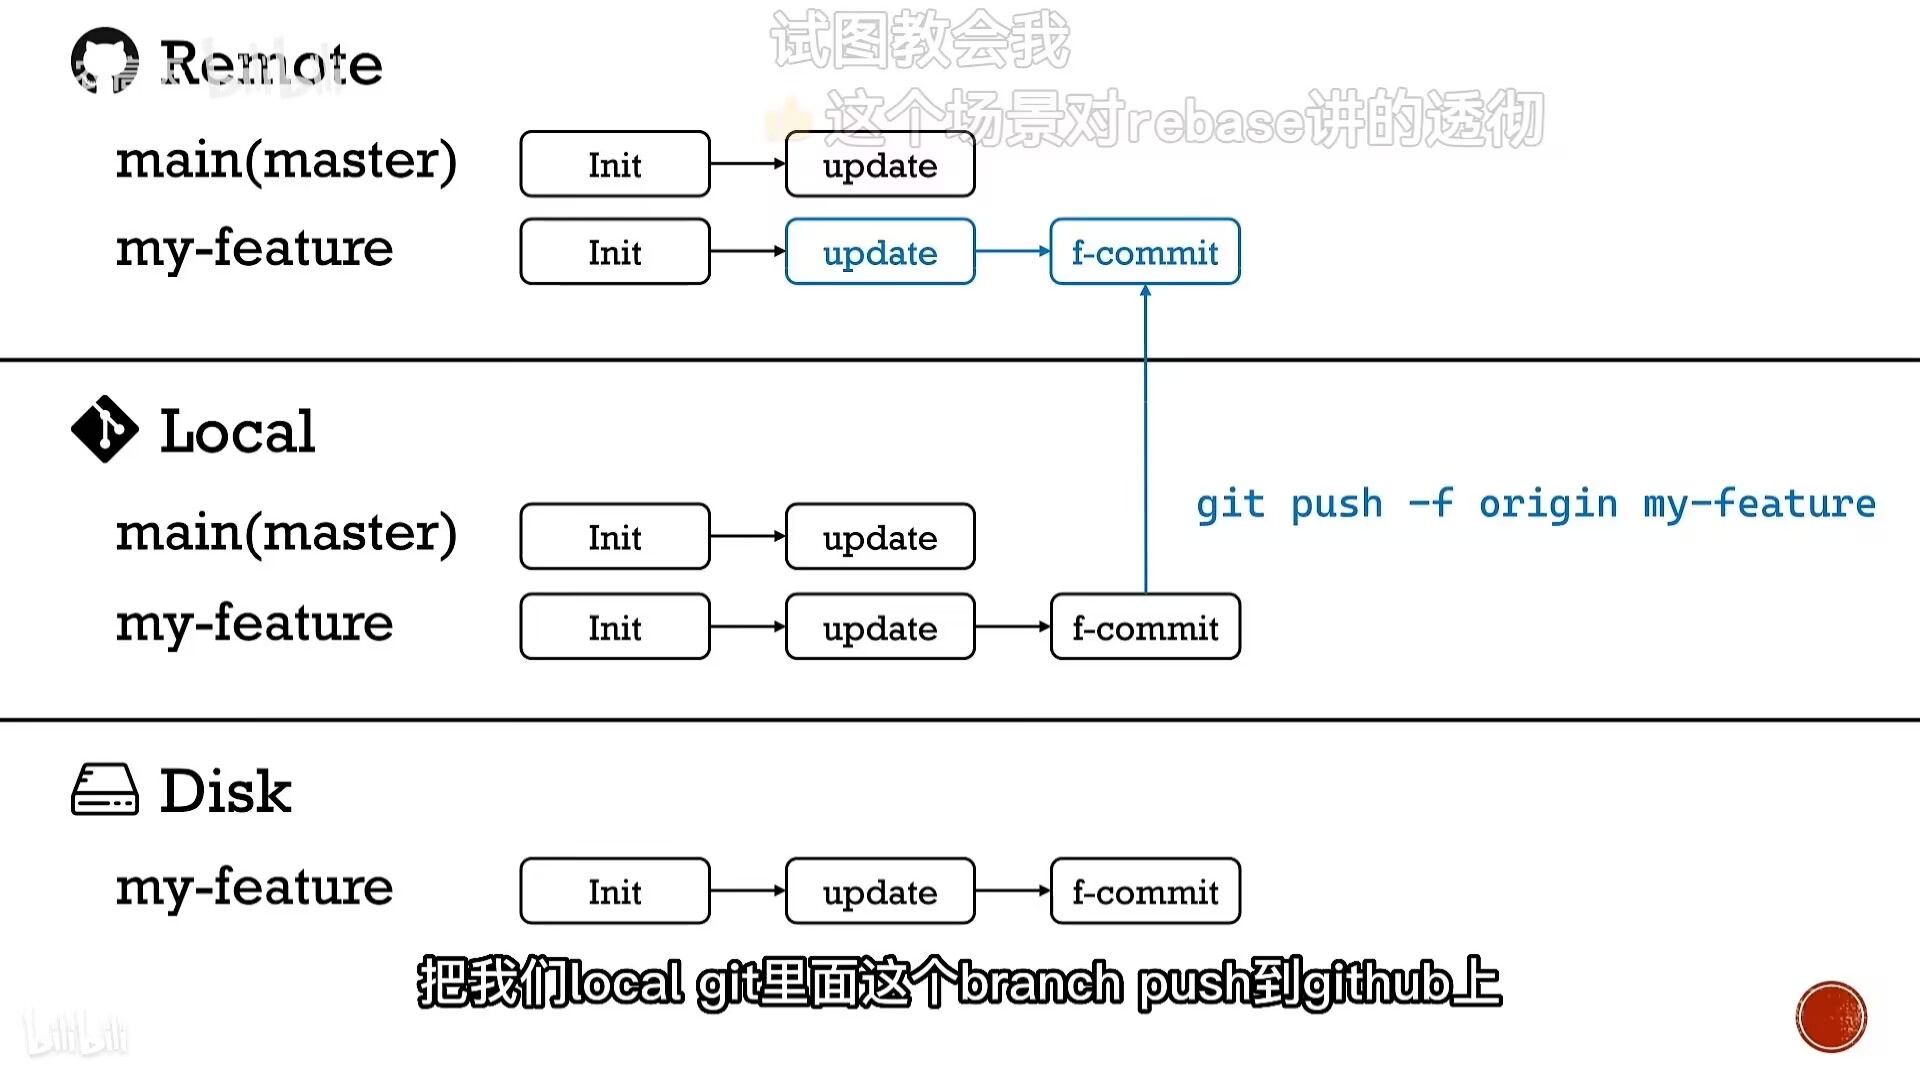 试图教会我
Remote
bilibili
👍这个场景对rebase讲的透彻
main(master) Init update
my-feature Init update f-commit
Local
git push -f origin my-feature
main(master) Init update
my-feature Init update f-commit
Disk
my-feature Init update f-commit
把我们local git里面这个branch push到github上
bilibili